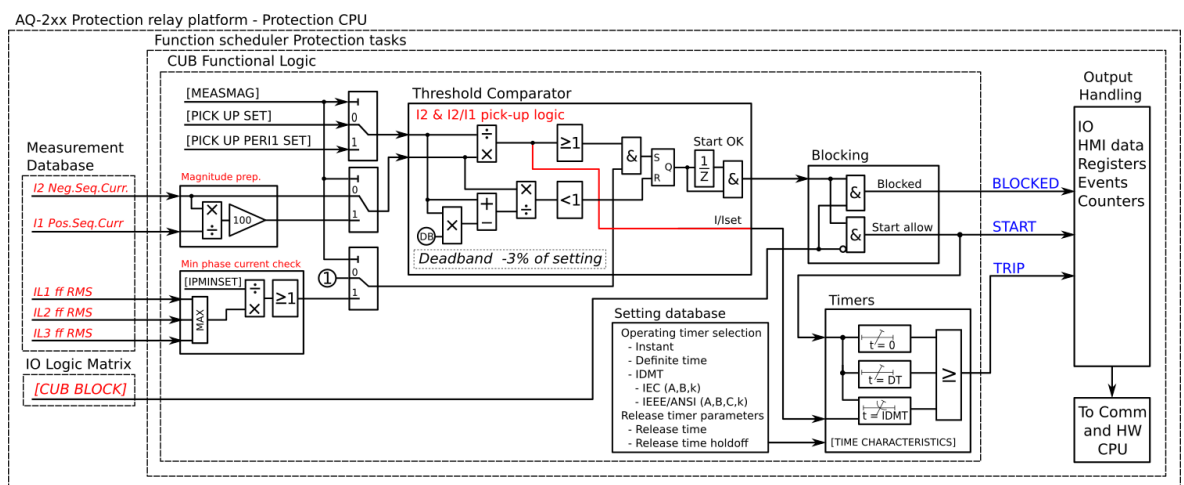 AQ-2xx Protection relay platform - Protection CPU
Function scheduler Protection tasks
CUB Functional Logic
[MEASMAG]
[PICK UP SET]
[PICK UP PERI1 SET]
0
1
Measurement
Database
I2 Neg.Seq.Curr.
I1 Pos.Seq.Curr
IL1 ff RMS
IL2 ff RMS
IL3 ff RMS
IO Logic Matrix
[CUB BLOCK]
Magnitude prep.
×
÷
100
0
1
Min phase current check
[IPMINSET]
MAX
÷
×
≥1
1
0
1
Threshold Comparator
I2 & I2/I1 pick-up logic
÷
×
≥1
&
S
R
Q
Start OK
1
Z
&
+
−
×
÷
<1
×
DB
I/Iset
Deadband -3% of setting
Blocking
&
Blocked
&
Start allow
BLOCKED
START
TRIP
Setting database
Operating timer selection
- Instant
- Definite time
- IDMT
- IEC (A,B,k)
- IEEE/ANSI (A,B,C,k)
Release timer parameters
- Release time
- Release time holdoff
Timers
t = 0
t = DT
t = IDMT
≥
[TIME CHARACTERISTICS]
Output
Handling
IO
HMI data
Registers
Events
Counters
To Comm
and HW
CPU